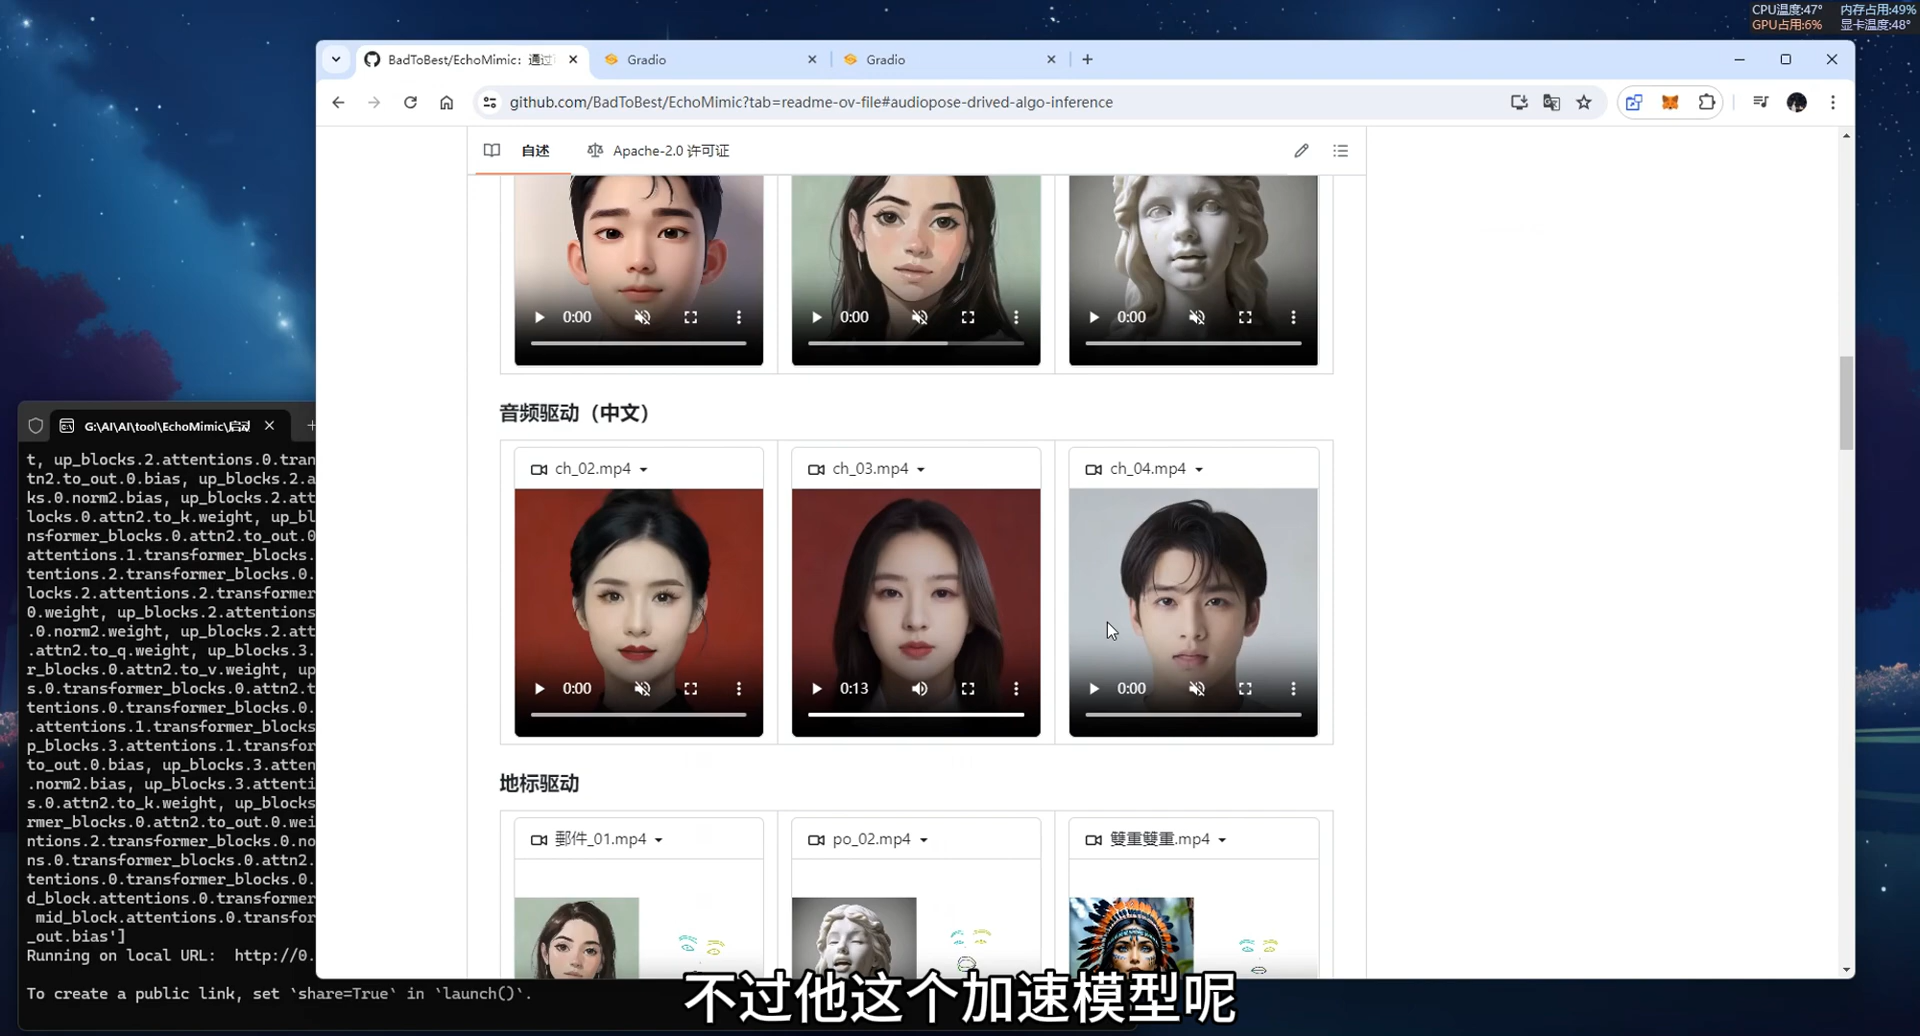 CPU温度:47° 内存占用:49%
GPU占用:6% 显卡温度:48°
BadToBest/EchoMimic: 通过
Gradio
Gradio
github.com/BadToBest/EchoMimic?tab=readme-ov-file#audiopose-drived-algo-inference
自述
Apache-2.0 许可证
0:00
0:00
0:00
音频驱动（中文）
ch_02.mp4
ch_03.mp4
ch_04.mp4
0:00
0:13
0:00
地标驱动
郵件_01.mp4
po_02.mp4
雙重雙重.mp4
G:\AI\AI\tool\EchoMimic\启动
t, up_blocks.2.attentions.0.tran
tn2.to_out.0.bias, up_blocks.2.a
ks.0.norm2.bias, up_blocks.2.att
locks.0.attn2.to_k.weight, up_bl
nsformer_blocks.0.attn2.to_out.0
attentions.1.transformer_blocks.
tentions.2.transformer_blocks.0.
locks.2.attentions.2.transformer
0.weight, up_blocks.2.attentions
.0.norm2.weight, up_blocks.2.att
.attn2.to_q.weight, up_blocks.3.
r_blocks.0.attn2.to_v.weight, up
s.0.transformer_blocks.0.attn2.t
tentions.0.transformer_blocks.0.
.attentions.1.transformer_blocks
p_blocks.3.attentions.1.transfor
to_out.0.bias, up_blocks.3.atten
.norm2.bias, up_blocks.3.attenti
s.0.attn2.to_k.weight, up_blocks
rmer_blocks.0.attn2.to_out.0.wei
ntions.2.transformer_blocks.0.no
ns.0.transformer_blocks.0.attn2.
tentions.0.transformer_blocks.0.
d_block.attentions.0.transformer
mid_block.attentions.0.transfor
_out.bias']
Running on local URL: http://0.
To create a public link, set `share=True` in `launch()`.
不过他这个加速模型呢